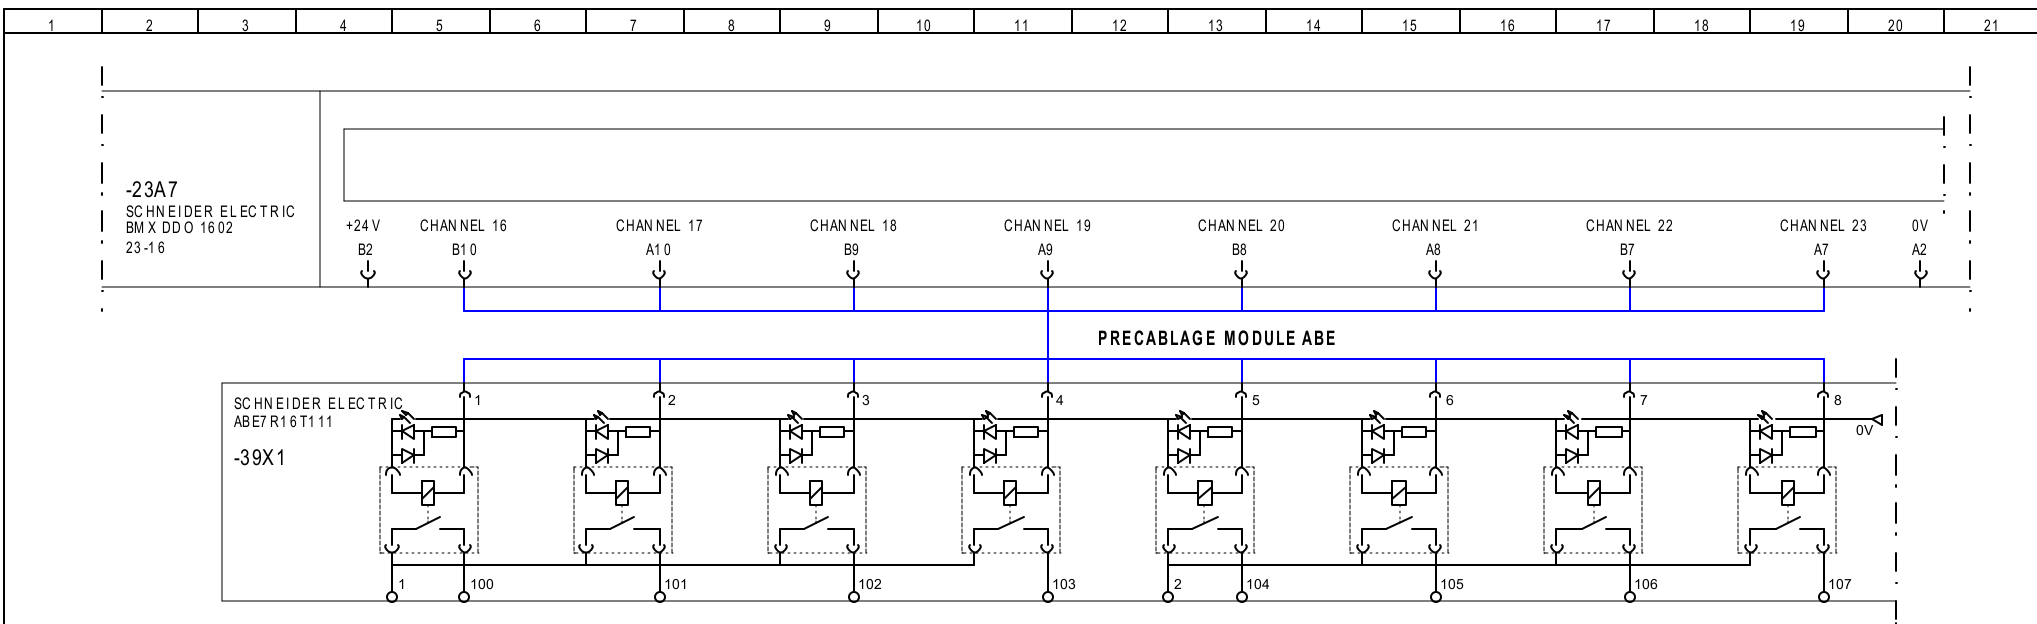 1 2 3 4 5 6 7 8 9 10 11 12 13 14 15 16 17 18 19 20 21
-23A7
SCHNEIDER ELECTRIC
BMX DDO 1602
23-16
+24V CHANNEL 16 CHANNEL 17 CHANNEL 18 CHANNEL 19 CHANNEL 20 CHANNEL 21 CHANNEL 22 CHANNEL 23 0V
B2 B10 A10 B9 A9 B8 A8 B7 A7 A2
PRECABLAGE MODULE ABE
SCHNEIDER ELECTRIC
ABE7R16T111
-39X1
1 2 3 4 5 6 7 8
0V
1 100 101 102 103 2 104 105 106 107